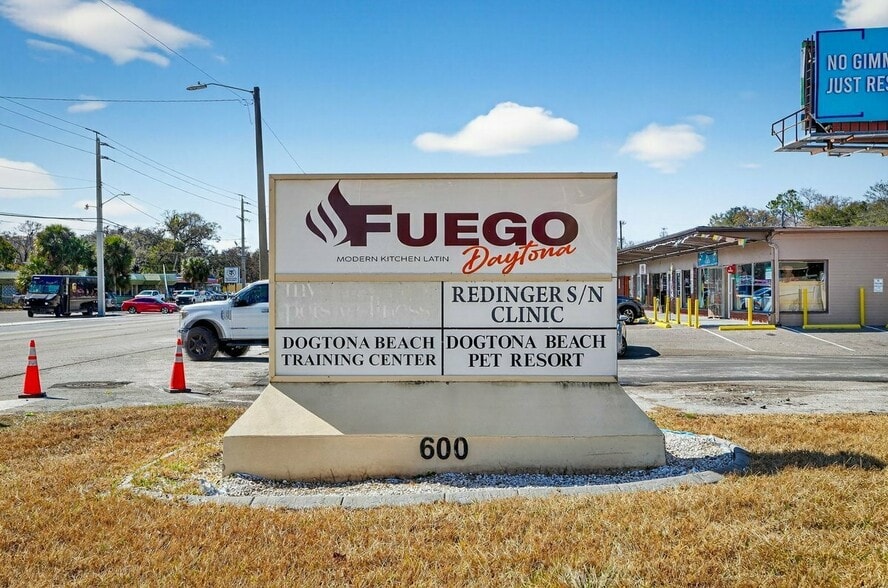 NO GIMM
JUST RES
FUEGO
Daytona
MODERN KITCHEN LATIN
REDINGER S/N
CLINIC
DOGTONA BEACH
TRAINING CENTER
DOGTONA BEACH
PET RESORT
600